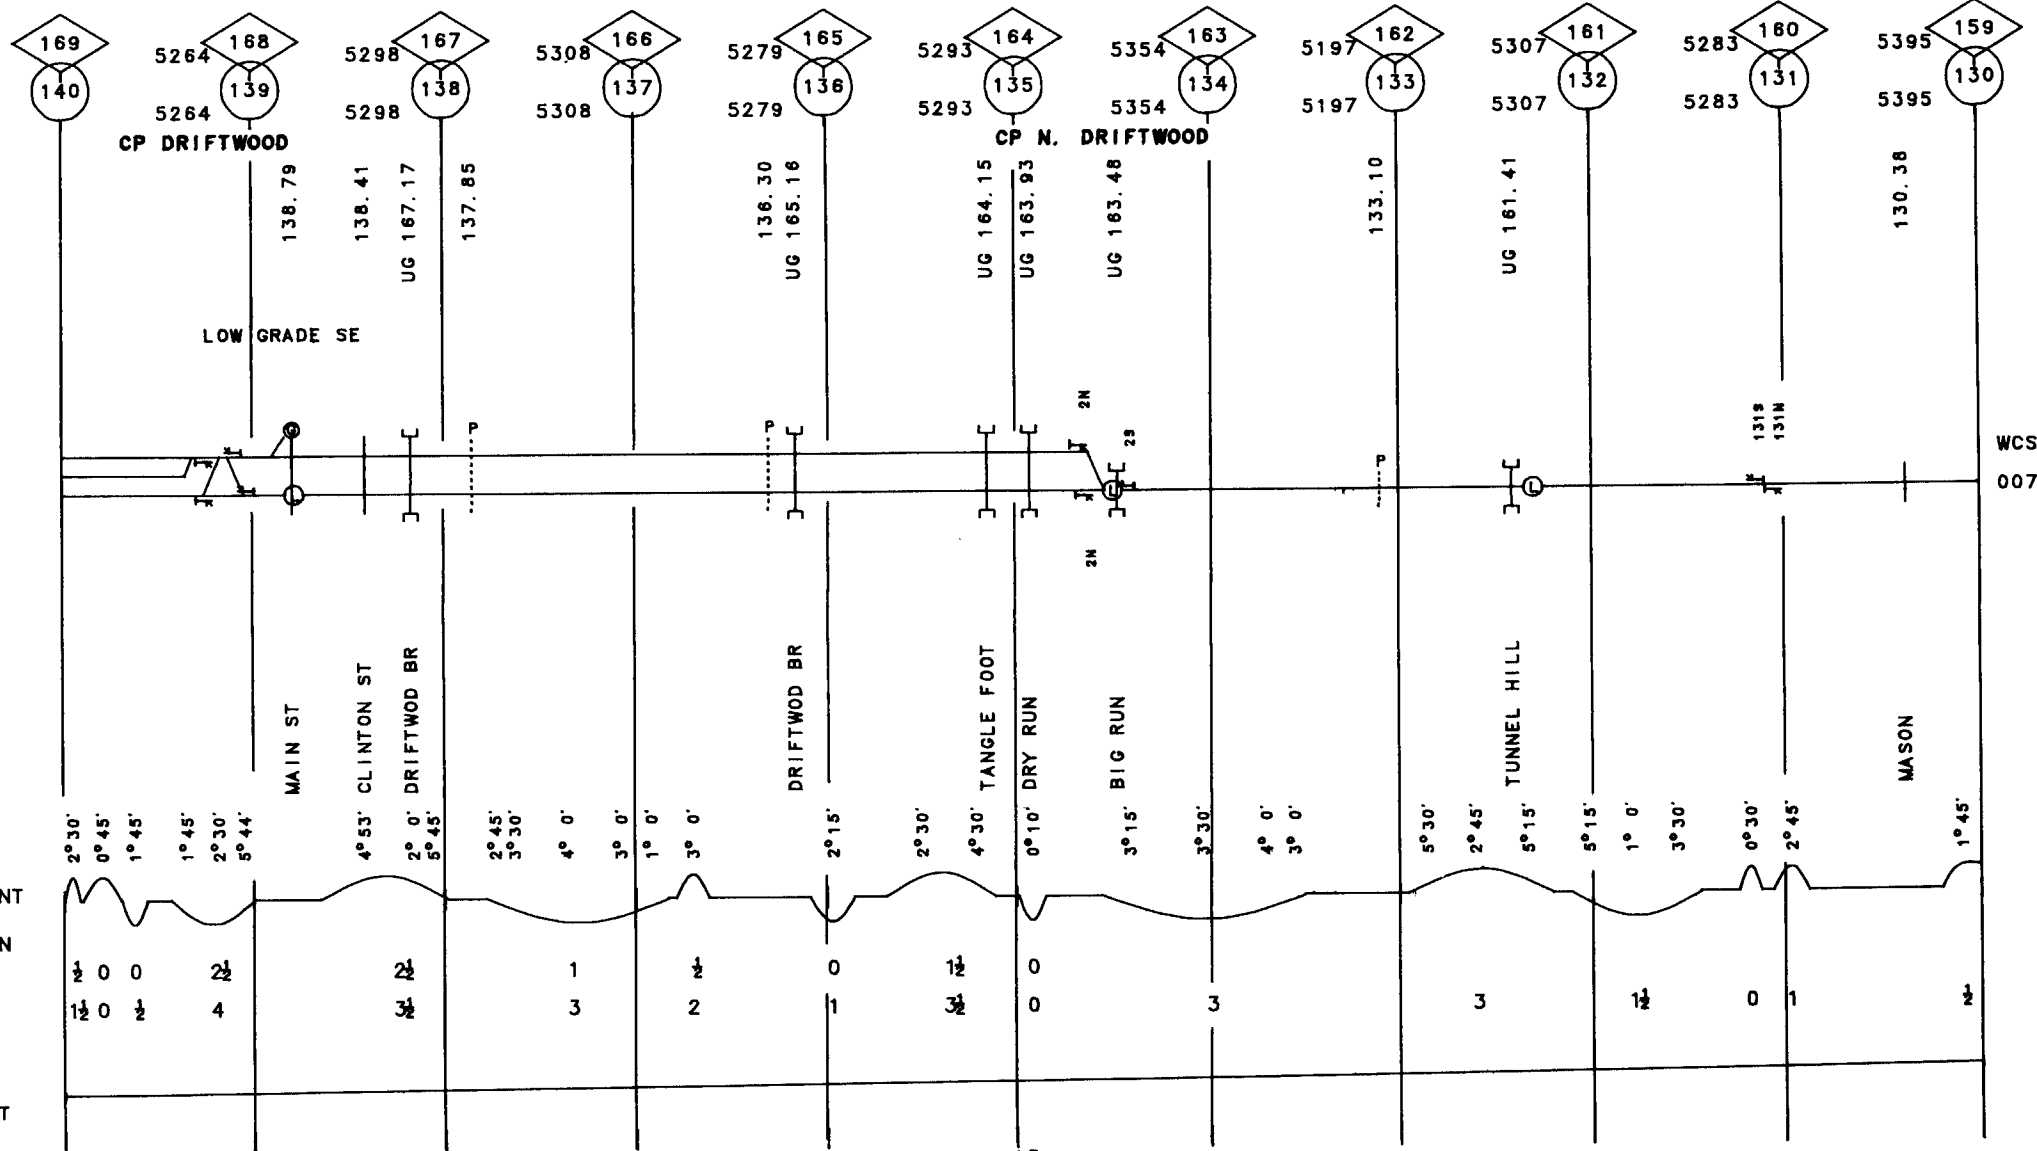 169 168 167 166 165 164 163 162 161 160 159
5264 5298 5308 5279 5293 5354 5197 5307 5283 5395
140 139 138 137 136 135 134 133 132 131 130
5264 5298 5308 5279 5293 5354 5197 5307 5283 5395
CP DRIFTWOOD
CP N. DRIFTWOOD
138.79
138.41
UG 167.17
137.85
136.30
UG 165.16
UG 164.15
UG 163.93
UG 163.48
133.10
UG 161.41
130.38
LOW GRADE SE
2N
2S
131S
131N
P P P
G
L L L
WCS
007
2N
MAIN ST
CLINTON ST
DRIFTWOD BR
DRIFTWOD BR
TANGLE FOOT
DRY RUN
BIG RUN
TUNNEL HILL
MASON
2°30'
0°45'
1°45'
1°45'
2°30'
5°44'
4°53'
2° 0'
5°45'
2°45'
3°30'
4° 0'
3° 0'
1° 0'
3° 0'
2°15'
2°30'
4°30'
0°10'
3°15'
3°30'
4° 0'
3° 0'
5°30'
2°45'
5°15'
5°15'
1° 0'
3°30'
0°30'
2°45'
1°45'
NT
N
½ 0 0 2½ 2½ 1 ½ 0 1½ 0
1½ 0 ½ 4 3½ 3 2 1 3½ 0 3 3 1½ 0 1 ½
T